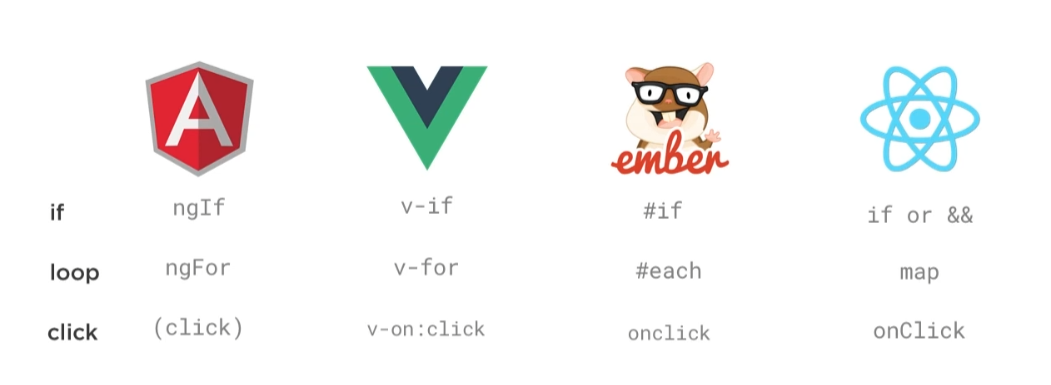 A
ember
if ngIf v-if #if if or &&
loop ngFor v-for #each map
click (click) v-on:click onclick onClick